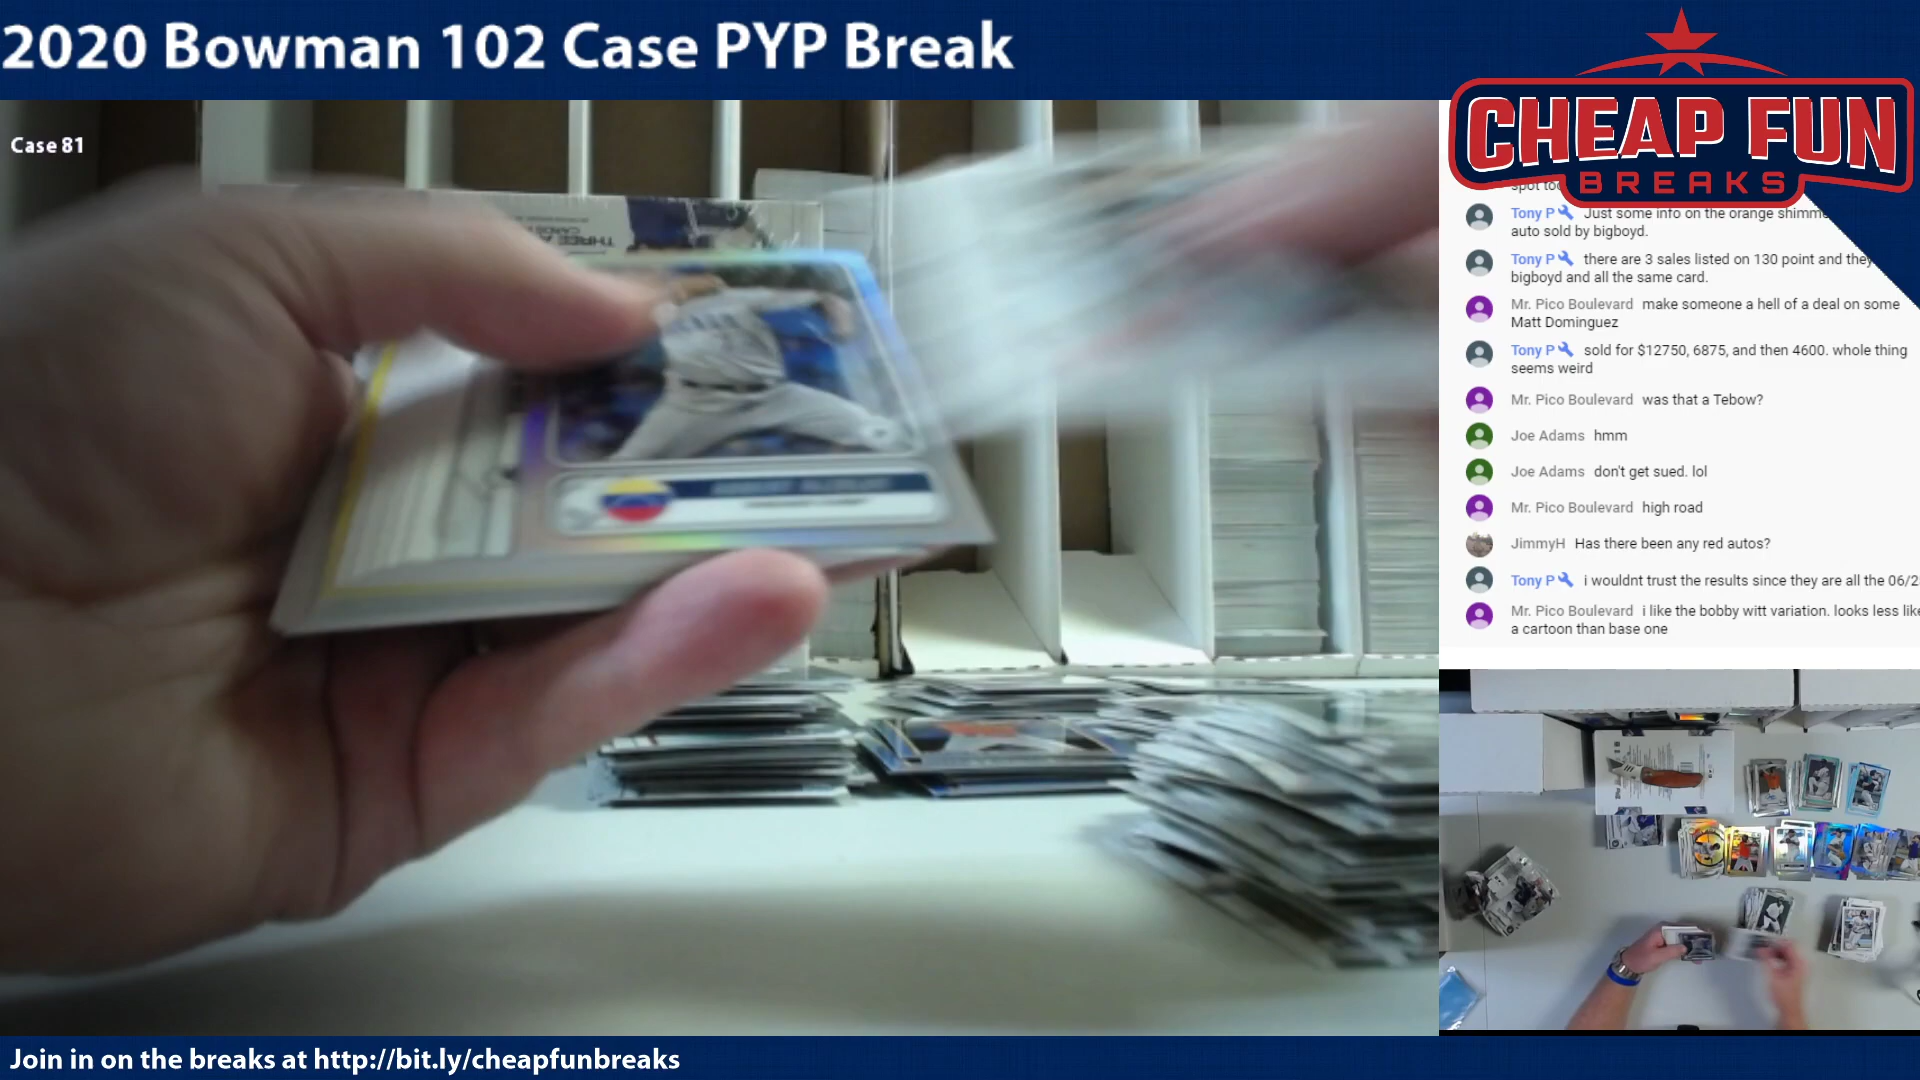 2020 Bowman 102 Case PYP Break
CHEAP FUN
BREAKS
Case 81
THREE
Tony P Just some info on the orange shimme
auto sold by bigboyd.
Tony P there are 3 sales listed on 130 point and they
bigboyd and all the same card.
Mr. Pico Boulevard make someone a hell of a deal on some
Matt Dominguez
Tony P sold for $12750, 6875, and then 4600. whole thing
seems weird
Mr. Pico Boulevard was that a Tebow?
Joe Adams hmm
Joe Adams don't get sued. lol
Mr. Pico Boulevard high road
JimmyH Has there been any red autos?
Tony P i wouldnt trust the results since they are all the 06/2
Mr. Pico Boulevard i like the bobby witt variation. looks less like
a cartoon than base one
Join in on the breaks at http://bit.ly/cheapfunbreaks